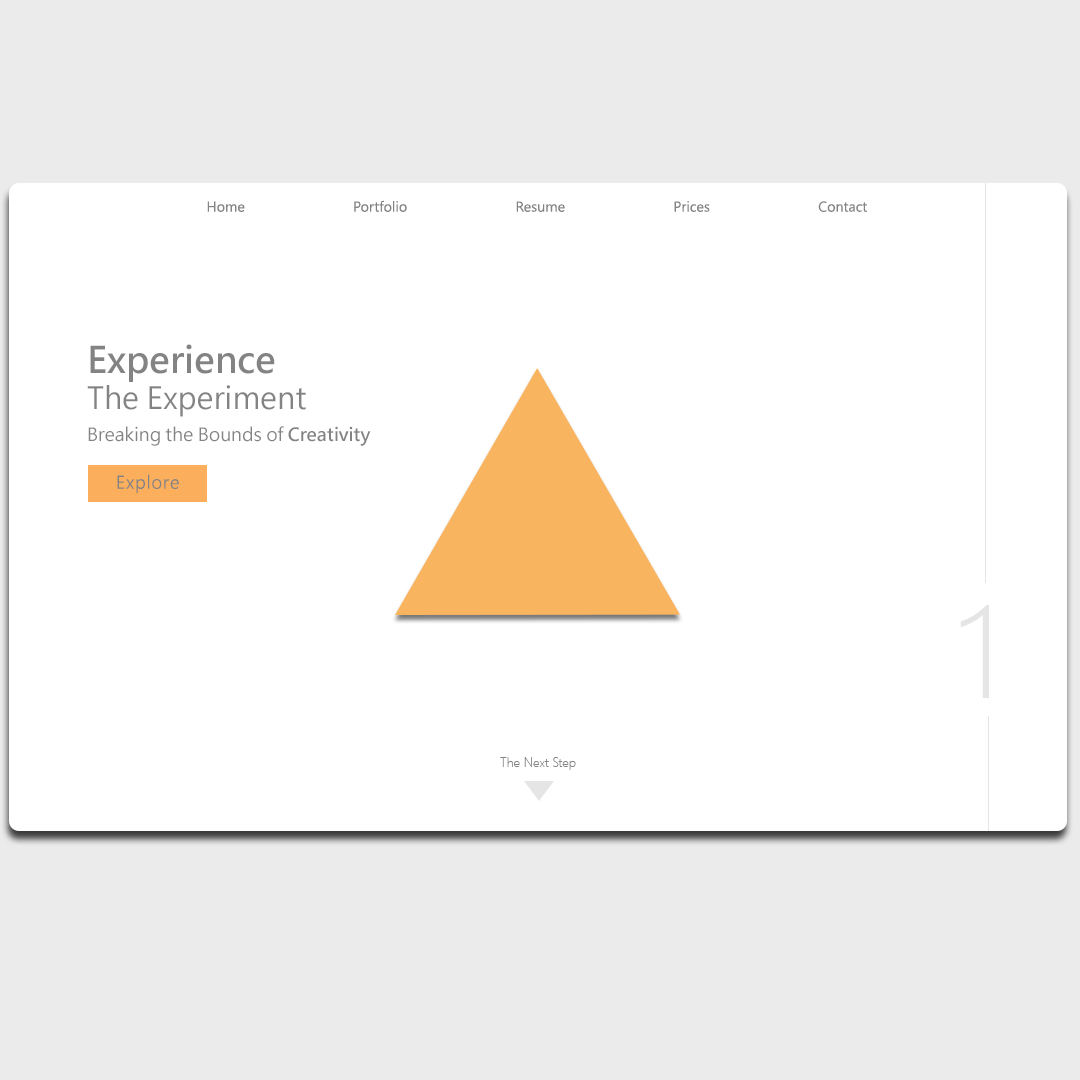 Home Portfolio Resume Prices Contact
Experience
The Experiment
Breaking the Bounds of Creativity
Explore
1
The Next Step